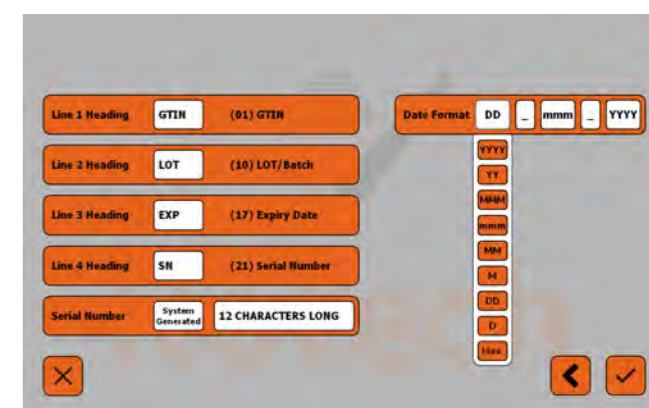 Line 1 Heading GTIN (01) GTIN
Date Format DD _ mmm _ YYYY
Line 2 Heading LOT (10) LOT/Batch
Line 3 Heading EXP (17) Expiry Date
Line 4 Heading SN (21) Serial Number
Serial Number System Generated 12 CHARACTERS LONG
YYYY
YY
MMM
mmm
MM
M
DD
D
blank